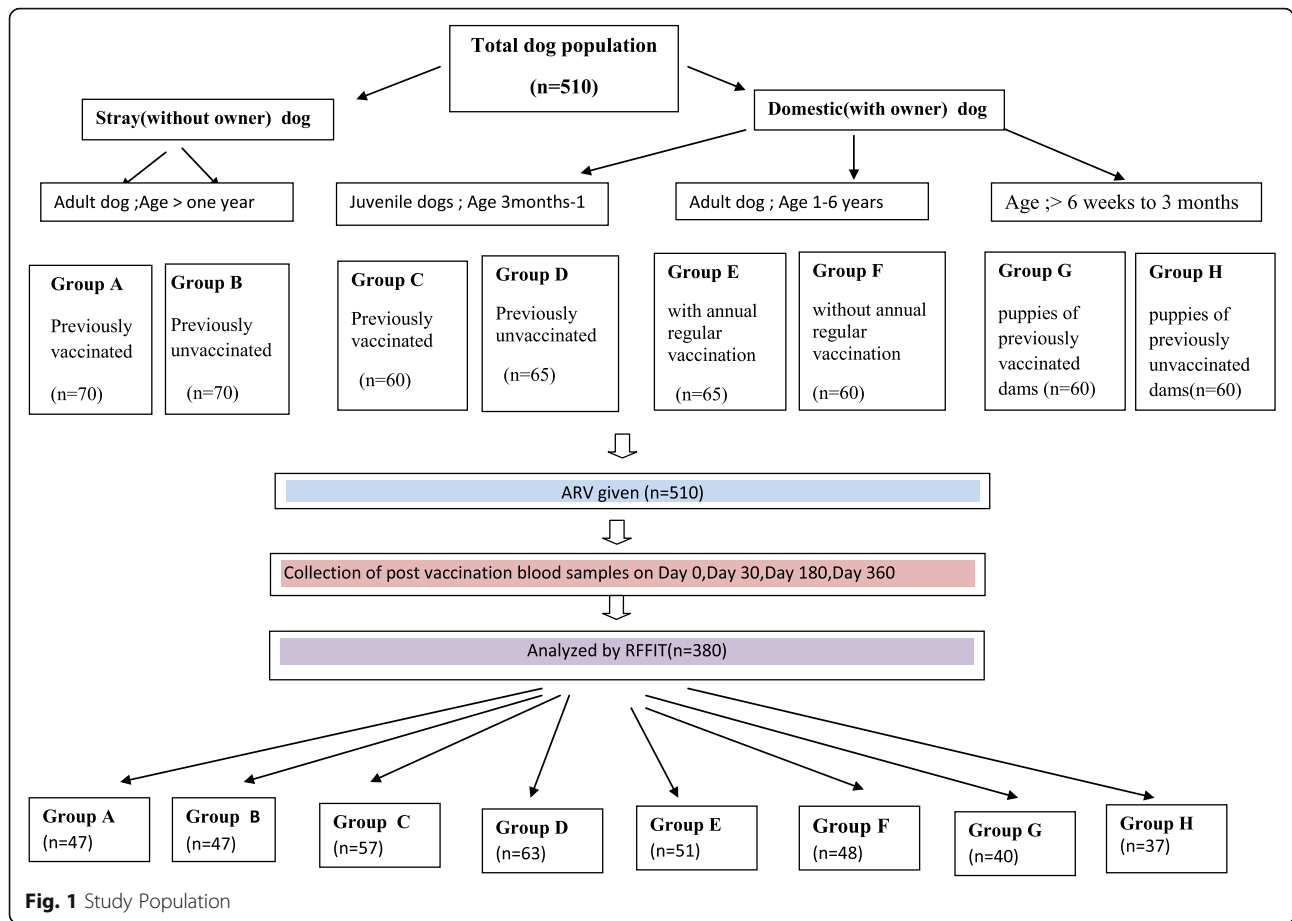 Total dog population
(n=510)
Stray(without owner) dog
Domestic(with owner) dog
Adult dog ;Age > one year
Juvenile dogs ; Age 3months-1
Adult dog ; Age 1-6 years
Age ;> 6 weeks to 3 months
Group A
Previously
vaccinated
(n=70)
Group B
Previously
unvaccinated
(n=70)
Group C
Previously
vaccinated
(n=60)
Group D
Previously
unvaccinated
(n=65)
Group E
with annual
regular
vaccination
(n=65)
Group F
without annual
regular
vaccination
(n=60)
Group G
puppies of
previously
vaccinated
dams (n=60)
Group H
puppies of
previously
unvaccinated
dams(n=60)
ARV given (n=510)
Collection of post vaccination blood samples on Day 0,Day 30,Day 180,Day 360
Analyzed by RFFIT(n=380)
Group A
(n=47)
Group B
(n=47)
Group C
(n=57)
Group D
(n=63)
Group E
(n=51)
Group F
(n=48)
Group G
(n=40)
Group H
(n=37)
Fig. 1 Study Population